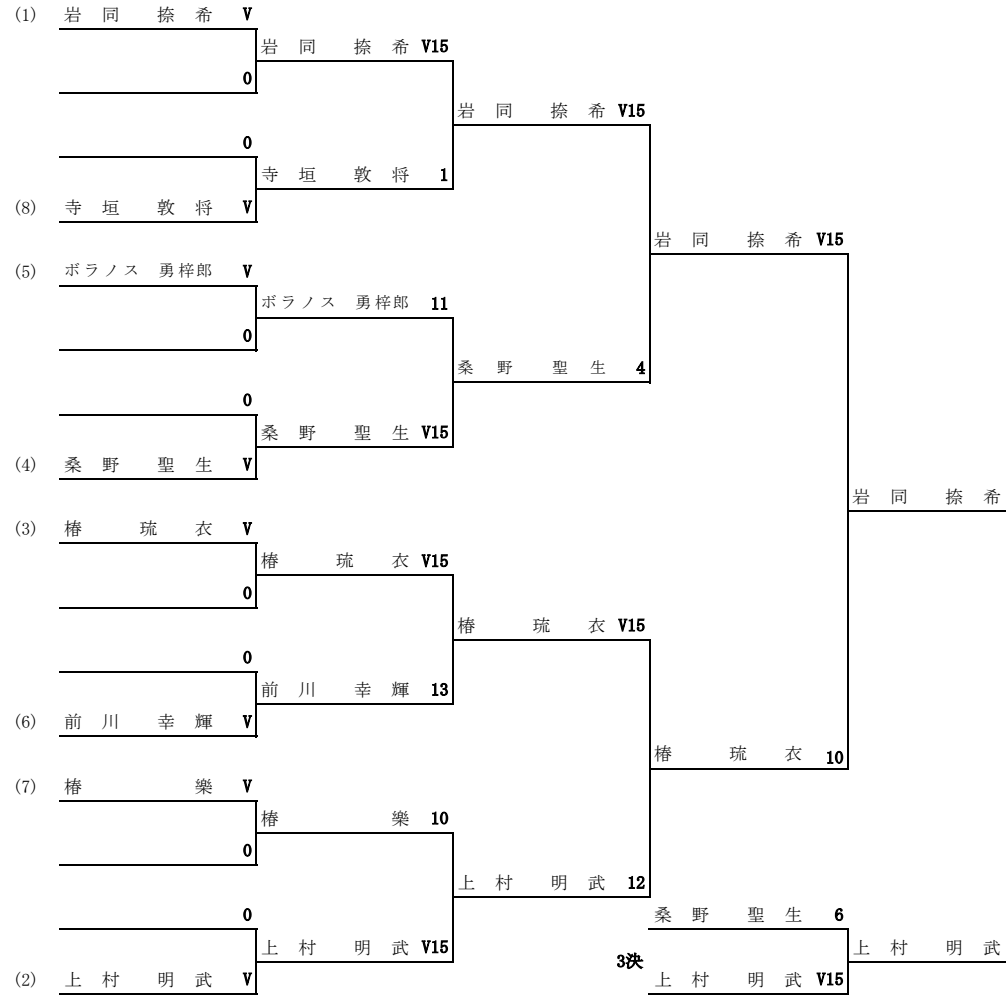 (1) 岩 同 捺 希 V
岩 同 捺 希 V15
0
岩 同 捺 希 V15
0
寺 垣 敦 将 1
(8) 寺 垣 敦 将 V
岩 同 捺 希 V15
(5) ボラノス 勇梓郎 V
ボラノス 勇梓郎 11
0
桑 野 聖 生 4
0
桑 野 聖 生 V15
(4) 桑 野 聖 生 V
岩 同 捺 希
(3) 椿 琉 衣 V
椿 琉 衣 V15
0
椿 琉 衣 V15
0
前 川 幸 輝 13
(6) 前 川 幸 輝 V
椿 琉 衣 10
(7) 椿 樂 V
椿 樂 10
0
上 村 明 武 12
0
桑 野 聖 生 6
上 村 明 武 V15
上 村 明 武
3決
(2) 上 村 明 武 V
上 村 明 武 V15